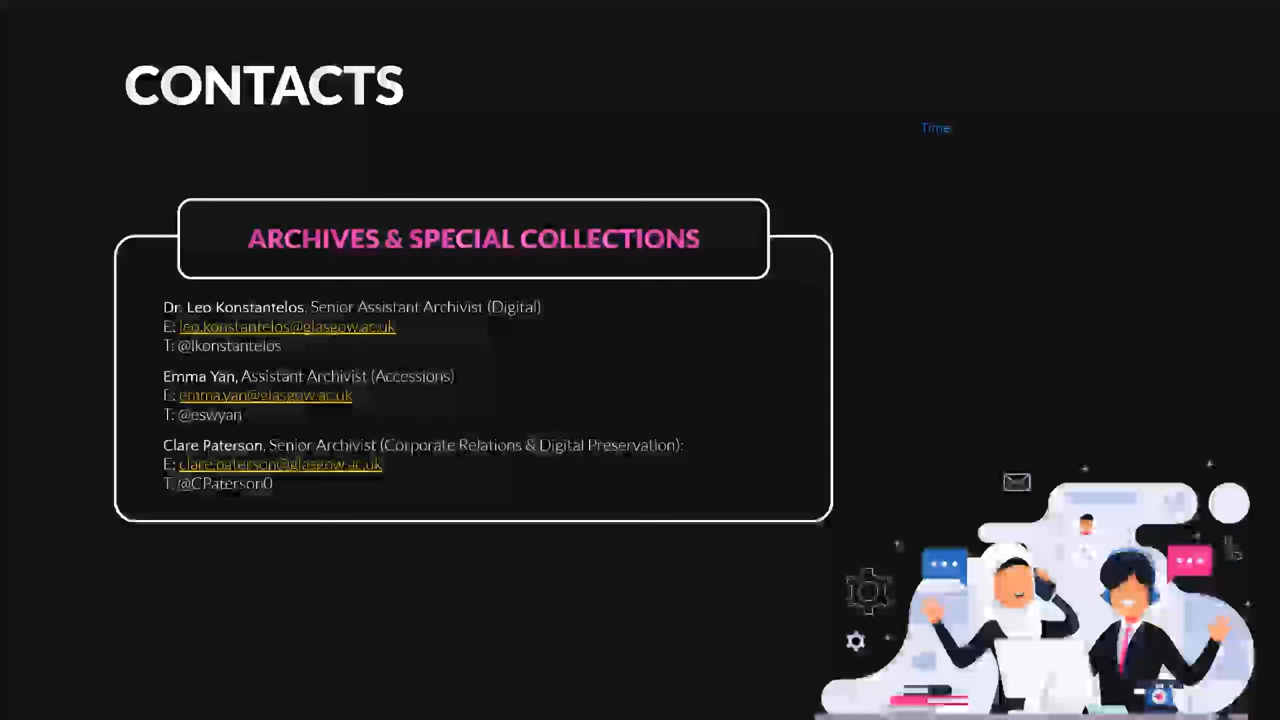 CONTACTS
Time
ARCHIVES & SPECIAL COLLECTIONS
Dr. Leo Konstantelos, Senior Assistant Archivist (Digital)
E: leo.konstantelos@glasgow.ac.uk
T: @lkonstantelos
Emma Yan, Assistant Archivist (Accessions)
E: emma.yan@glasgow.ac.uk
T: @eswyan
Clare Paterson, Senior Archivist (Corporate Relations & Digital Preservation):
E: clare.paterson@glasgow.ac.uk
T: @CPaterson0